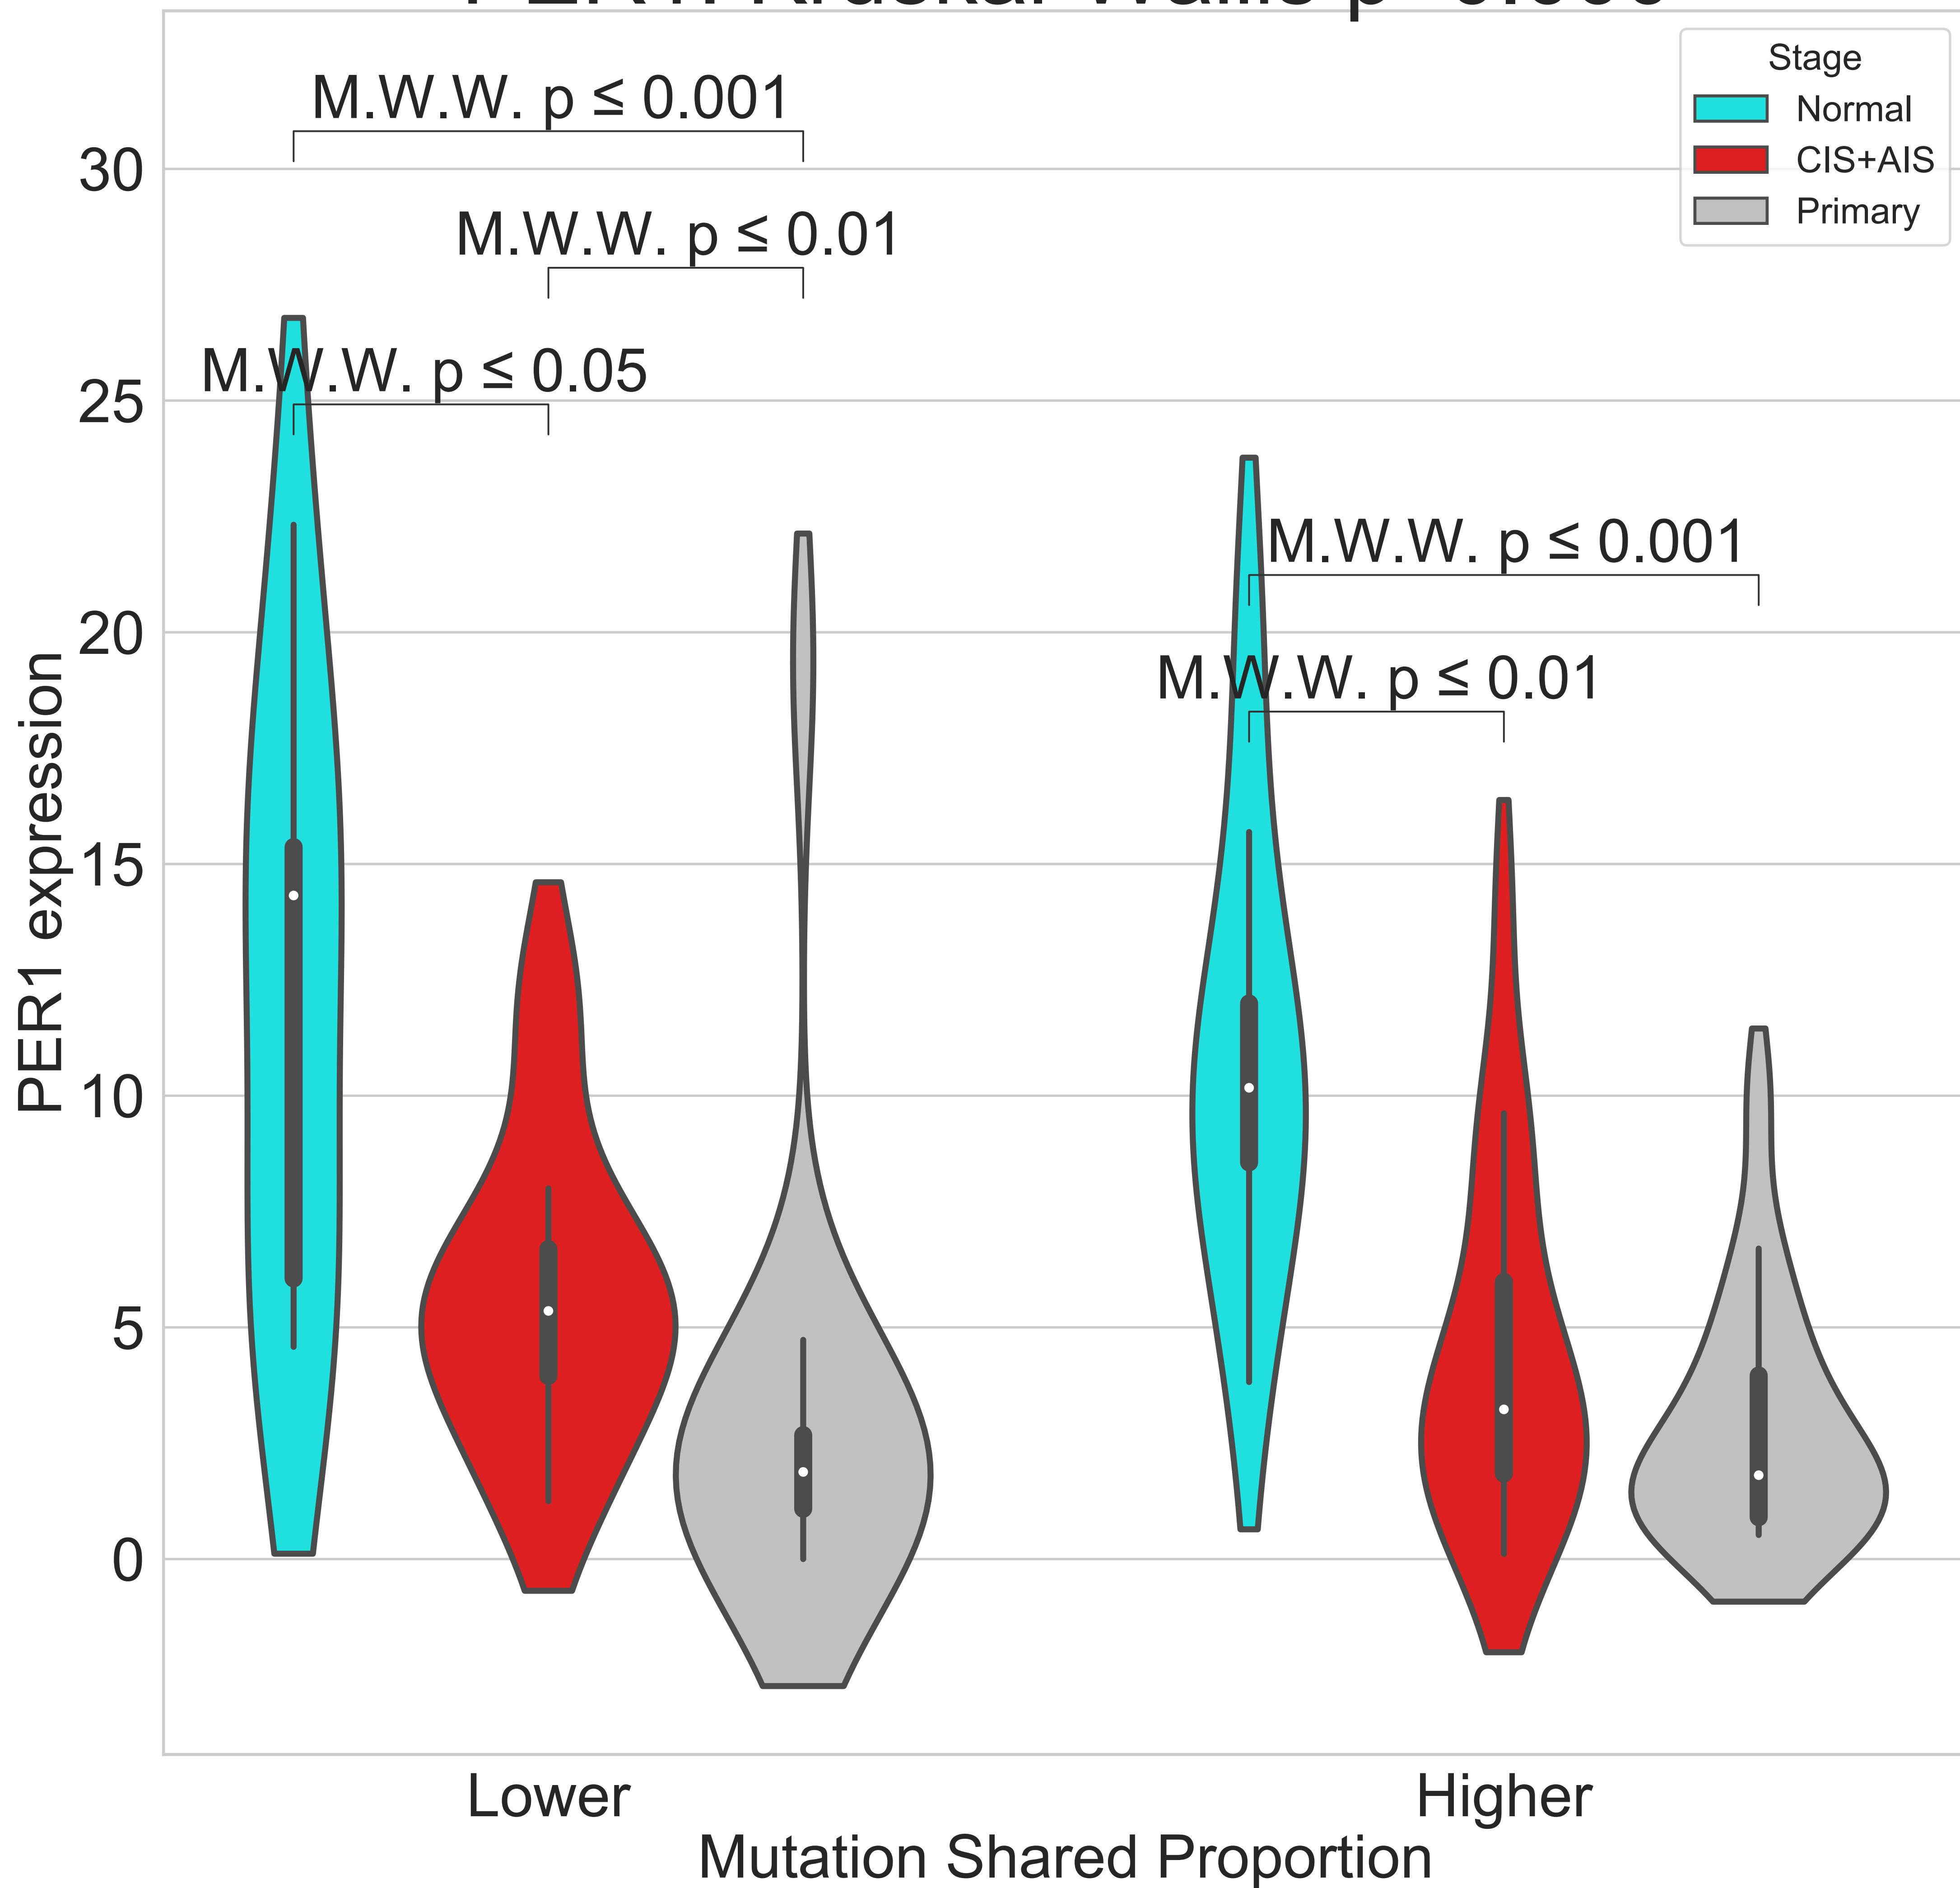 Stage
Normal
CIS+AIS
Primary
M.W.W. p ≤ 0.001
M.W.W. p ≤ 0.01
M.W.W. p ≤ 0.05
M.W.W. p ≤ 0.001
M.W.W. p ≤ 0.01
30
25
20
15
10
5
0
PER1 expression
Lower
Higher
Mutation Shared Proportion